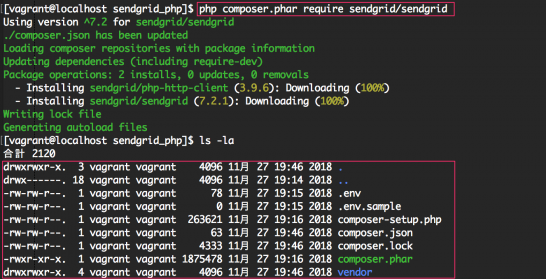 [vagrant@localhost sendgrid_php]$ php composer.phar require sendgrid/sendgrid
Using version ^7.2 for sendgrid/sendgrid
./composer.json has been updated
Loading composer repositories with package information
Updating dependencies (including require-dev)
Package operations: 2 installs, 0 updates, 0 removals
  - Installing sendgrid/php-http-client (3.9.6): Downloading (100%)
  - Installing sendgrid/sendgrid (7.2.1): Downloading (100%)
Writing lock file
Generating autoload files
[vagrant@localhost sendgrid_php]$ ls -la
合計 2120
drwxrwxr-x.  3 vagrant vagrant    4096 11月 27 19:46 2018 .
drwx------. 18 vagrant vagrant    4096 11月 27 19:14 2018 ..
-rw-rw-r--.  1 vagrant vagrant      78 11月 27 19:15 2018 .env
-rw-rw-r--.  1 vagrant vagrant       0 11月 27 19:15 2018 .env.sample
-rw-rw-r--.  1 vagrant vagrant  263621 11月 27 19:16 2018 composer-setup.php
-rw-rw-r--.  1 vagrant vagrant      63 11月 27 19:46 2018 composer.json
-rw-rw-r--.  1 vagrant vagrant    4333 11月 27 19:46 2018 composer.lock
-rwxr-xr-x.  1 vagrant vagrant 1875478 11月 27 19:16 2018 composer.phar
drwxrwxr-x.  4 vagrant vagrant    4096 11月 27 19:46 2018 vendor